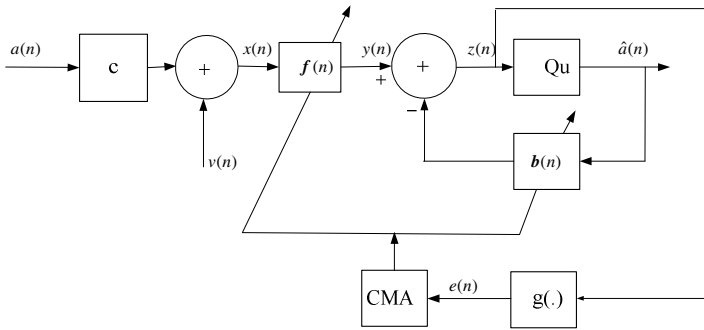 a(n)
c
+
v(n)
x(n)
f(n)
y(n)
+
−
+
z(n)
Qu
â(n)
b(n)
CMA
e(n)
g(.)